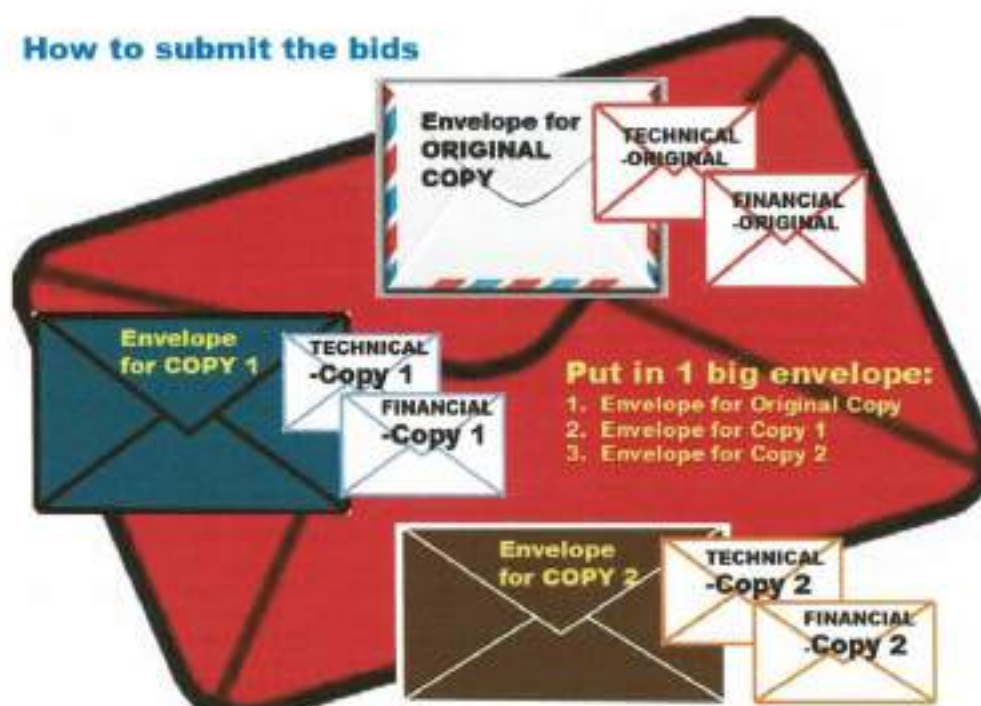 How to submit the bids
Envelope for
ORIGINAL
COPY
TECHNICAL
-ORIGINAL
FINANCIAL
-ORIGINAL
Envelope
for COPY 1
TECHNICAL
-Copy 1
FINANCIAL
-Copy 1
Put in 1 big envelope:
1. Envelope for Original Copy
2. Envelope for Copy 1
3. Envelope for Copy 2
Envelope
for COPY 2
TECHNICAL
-Copy 2
FINANCIAL
-Copy 2